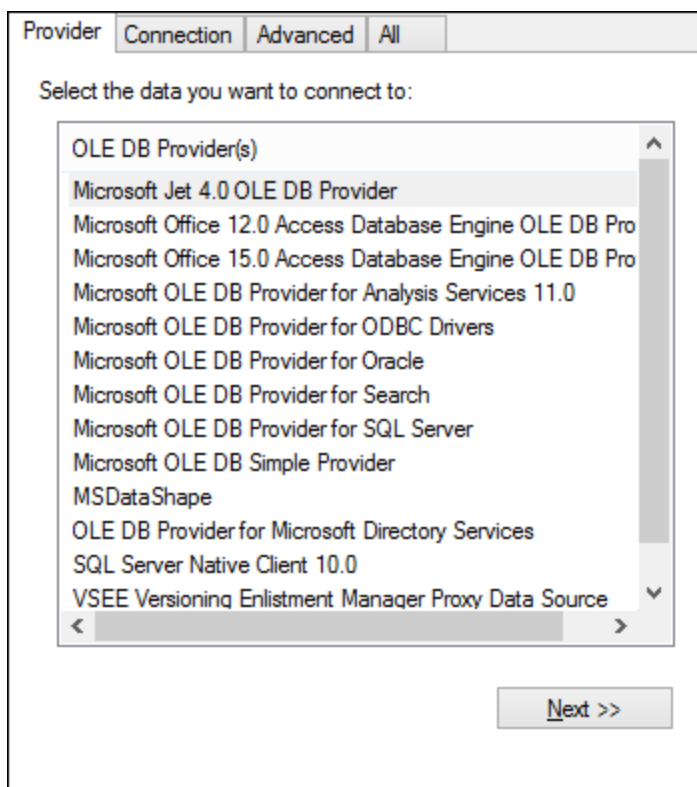 Provider Connection Advanced All
Select the data you want to connect to:
OLE DB Provider(s)
Microsoft Jet 4.0 OLE DB Provider
Microsoft Office 12.0 Access Database Engine OLE DB Pro
Microsoft Office 15.0 Access Database Engine OLE DB Pro
Microsoft OLE DB Provider for Analysis Services 11.0
Microsoft OLE DB Provider for ODBC Drivers
Microsoft OLE DB Provider for Oracle
Microsoft OLE DB Provider for Search
Microsoft OLE DB Provider for SQL Server
Microsoft OLE DB Simple Provider
MSDataShape
OLE DB Provider for Microsoft Directory Services
SQL Server Native Client 10.0
VSEE Versioning Enlistment Manager Proxy Data Source
Next >>